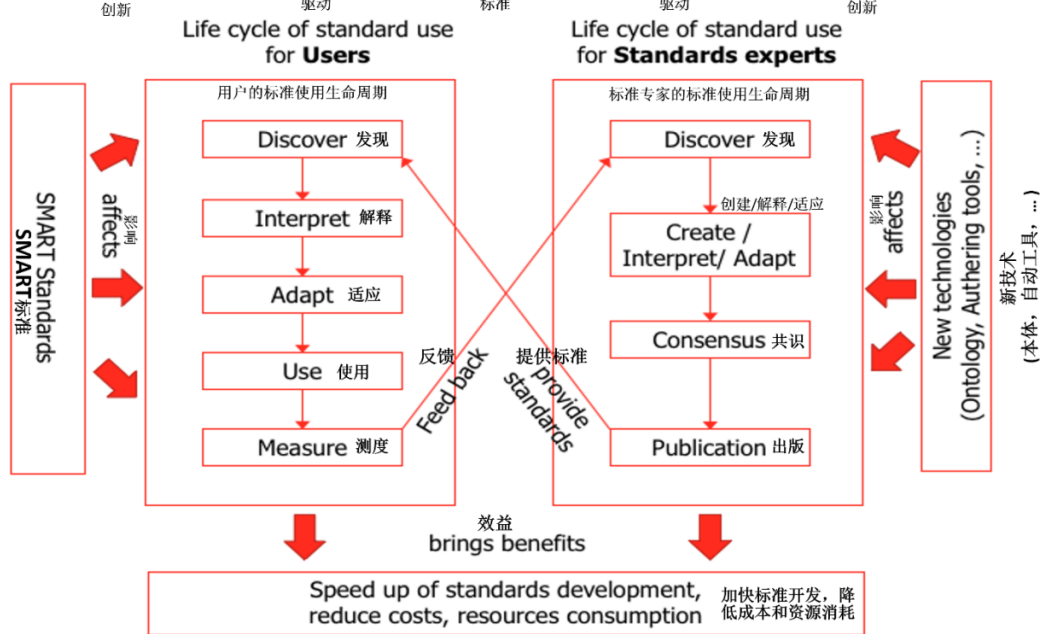 创新
驱动
标准
驱动
创新
Life cycle of standard use
for Users
Life cycle of standard use
for Standards experts
SMART Standards
SMART标准
affects
影响
用户的标准使用生命周期
Discover 发现
Interpret 解释
Adapt 适应
Use 使用
Measure 测度
反馈
Feed back
提供标准
provide
standards
标准专家的标准使用生命周期
Discover 发现
创建/解释/适应
Create /
Interpret/ Adapt
Consensus 共识
Publication 出版
影响
affects
New technologies
(Ontology, Authering tools, ...)
新技术
(本体，自动工具，...)
效益
brings benefits
Speed up of standards development,
reduce costs, resources consumption
加快标准开发，降
低成本和资源消耗